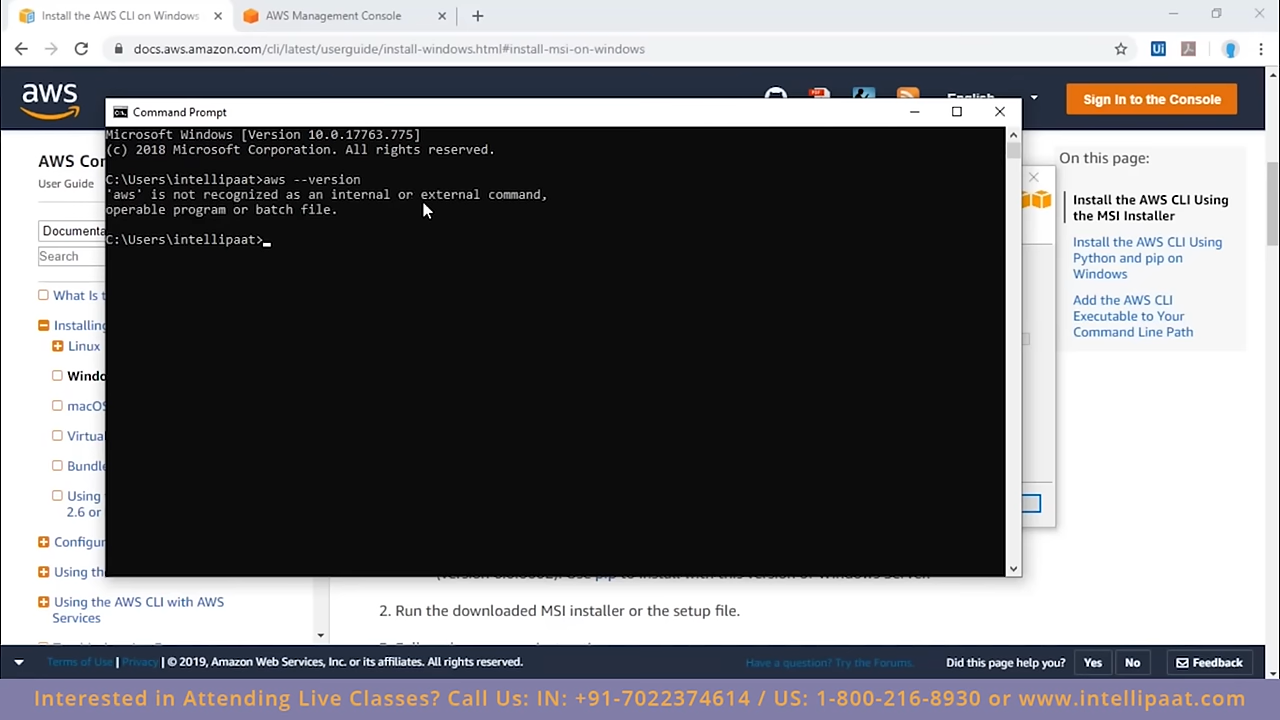 Install the AWS CLI on Windows
AWS Management Console
docs.aws.amazon.com/cli/latest/userguide/install-windows.html#install-msi-on-windows
aws
English
Sign In to the Console
Command Prompt
Microsoft Windows [Version 10.0.17763.775]
(c) 2018 Microsoft Corporation. All rights reserved.
C:\Users\intellipaat>aws --version
'aws' is not recognized as an internal or external command,
operable program or batch file.
C:\Users\intellipaat>
AWS Co
User Guide
Documenta
Search
What Is t
Installing
Linux
Windo
macOS
Virtua
Bundle
Using
2.6 or
Configur
Using the
Using the AWS CLI with AWS
Services
On this page:
Install the AWS CLI Using
the MSI Installer
Install the AWS CLI Using
Python and pip on
Windows
Add the AWS CLI
Executable to Your
Command Line Path
2. Run the downloaded MSI installer or the setup file.
Terms of Use | Privacy | © 2019, Amazon Web Services, Inc. or its affiliates. All rights reserved.
Have a question? Try the Forums.
Did this page help you?
Yes
No
Feedback
Interested in Attending Live Classes? Call Us: IN: +91-7022374614 / US: 1-800-216-8930 or www.intellipaat.com